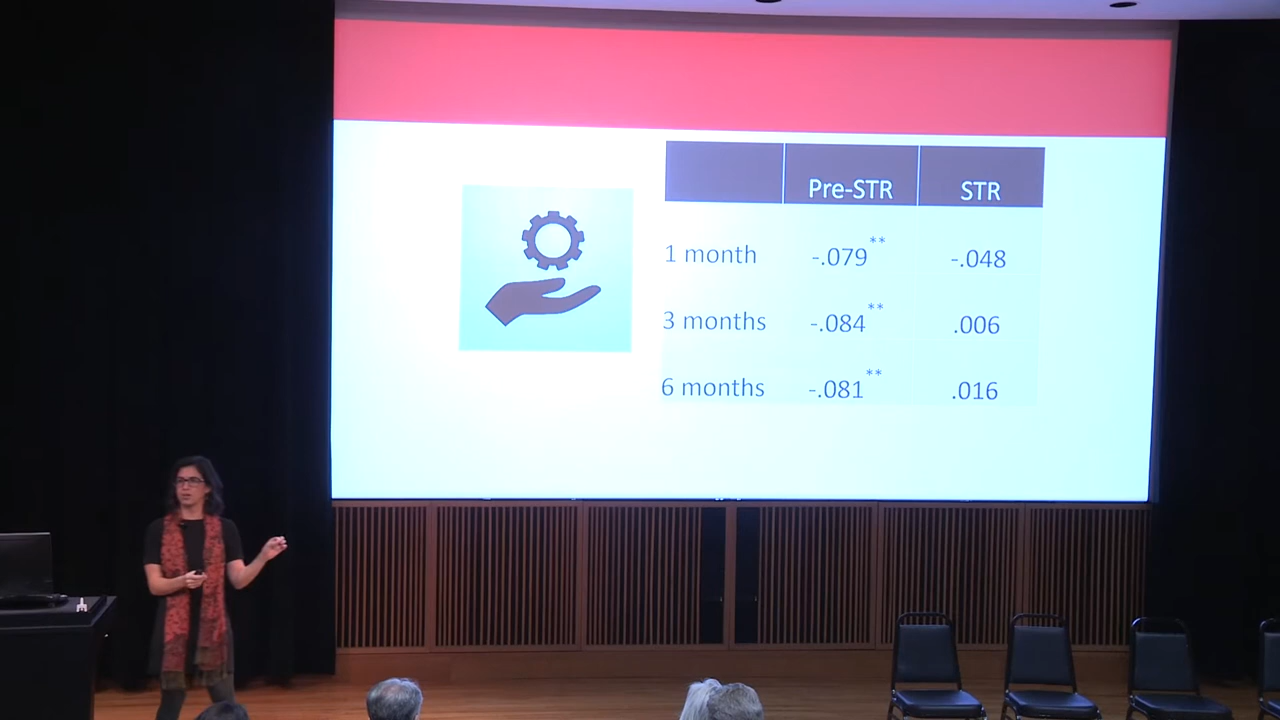 Pre-STR STR
1 month -.079** -.048
3 months -.084** .006
6 months -.081** .016